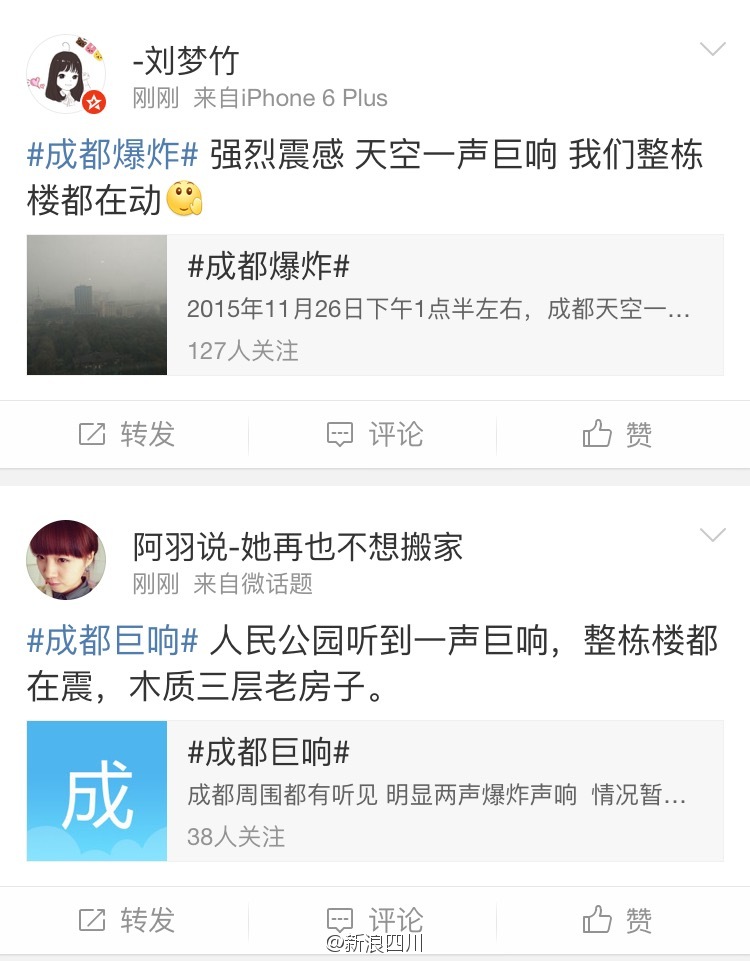 -刘梦竹
刚刚 来自iPhone 6 Plus
#成都爆炸# 强烈震感 天空一声巨响 我们整栋
楼都在动
#成都爆炸#
2015年11月26日下午1点半左右，成都天空一...
127人关注
转发 评论 赞
阿羽说-她再也不想搬家
刚刚 来自微话题
#成都巨响# 人民公园听到一声巨响，整栋楼都
在震，木质三层老房子。
成
#成都巨响#
成都周围都有听见 明显两声爆炸声响 情况暂...
38人关注
转发 评论 赞
@新浪四川